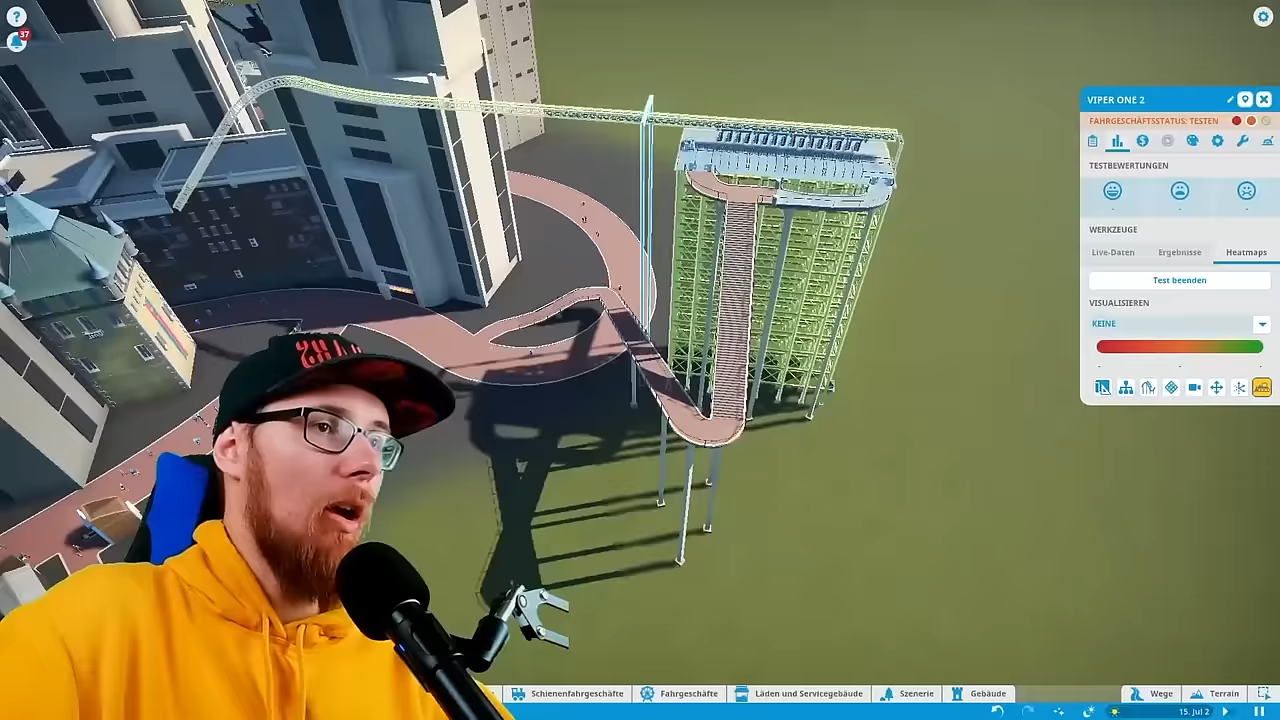 ?
37
VIPER ONE 2
FAHRGESCHÄFTSSTATUS: TESTEN
TESTBEWERTUNGEN
- - -
WERKZEUGE
Live-Daten Ergebnisse Heatmaps
Test beenden
VISUALISIEREN
KEINE
- - -
Schienenfahrgeschäfte Fahrgeschäfte Läden und Servicegebäude Szenerie Gebäude Wege Terrain
15. Jul 2